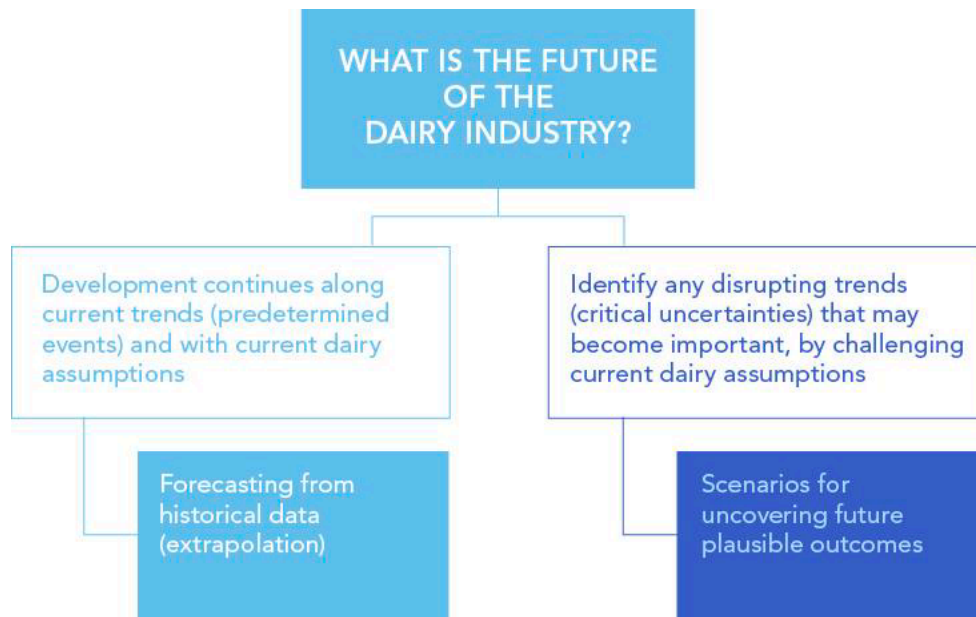 WHAT IS THE FUTURE
OF THE
DAIRY INDUSTRY?
Development continues along
current trends (predetermined
events) and with current dairy
assumptions
Forecasting from
historical data
(extrapolation)
Identify any disrupting trends
(critical uncertainties) that may
become important, by challenging
current dairy assumptions
Scenarios for
uncovering future
plausible outcomes